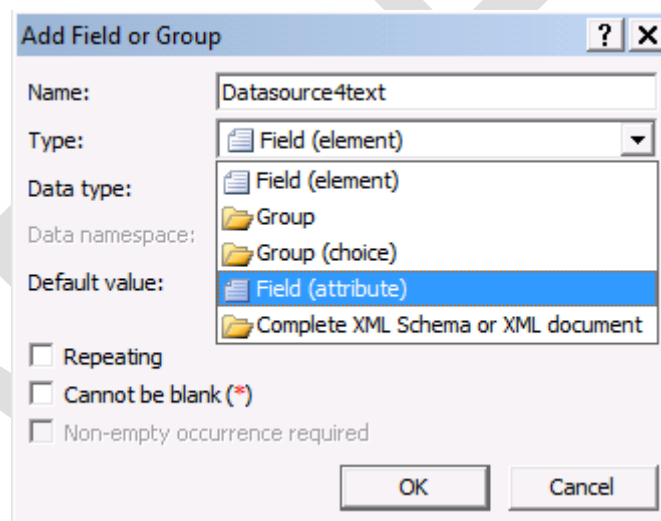 Add Field or Group ? X
Name: Datasource4text
Type: Field (element)
Data type: Field (element)
Group
Data namespace:
Group (choice)
Default value: Field (attribute)
Complete XML Schema or XML document
Repeating
Cannot be blank (*)
Non-empty occurrence required
OK Cancel